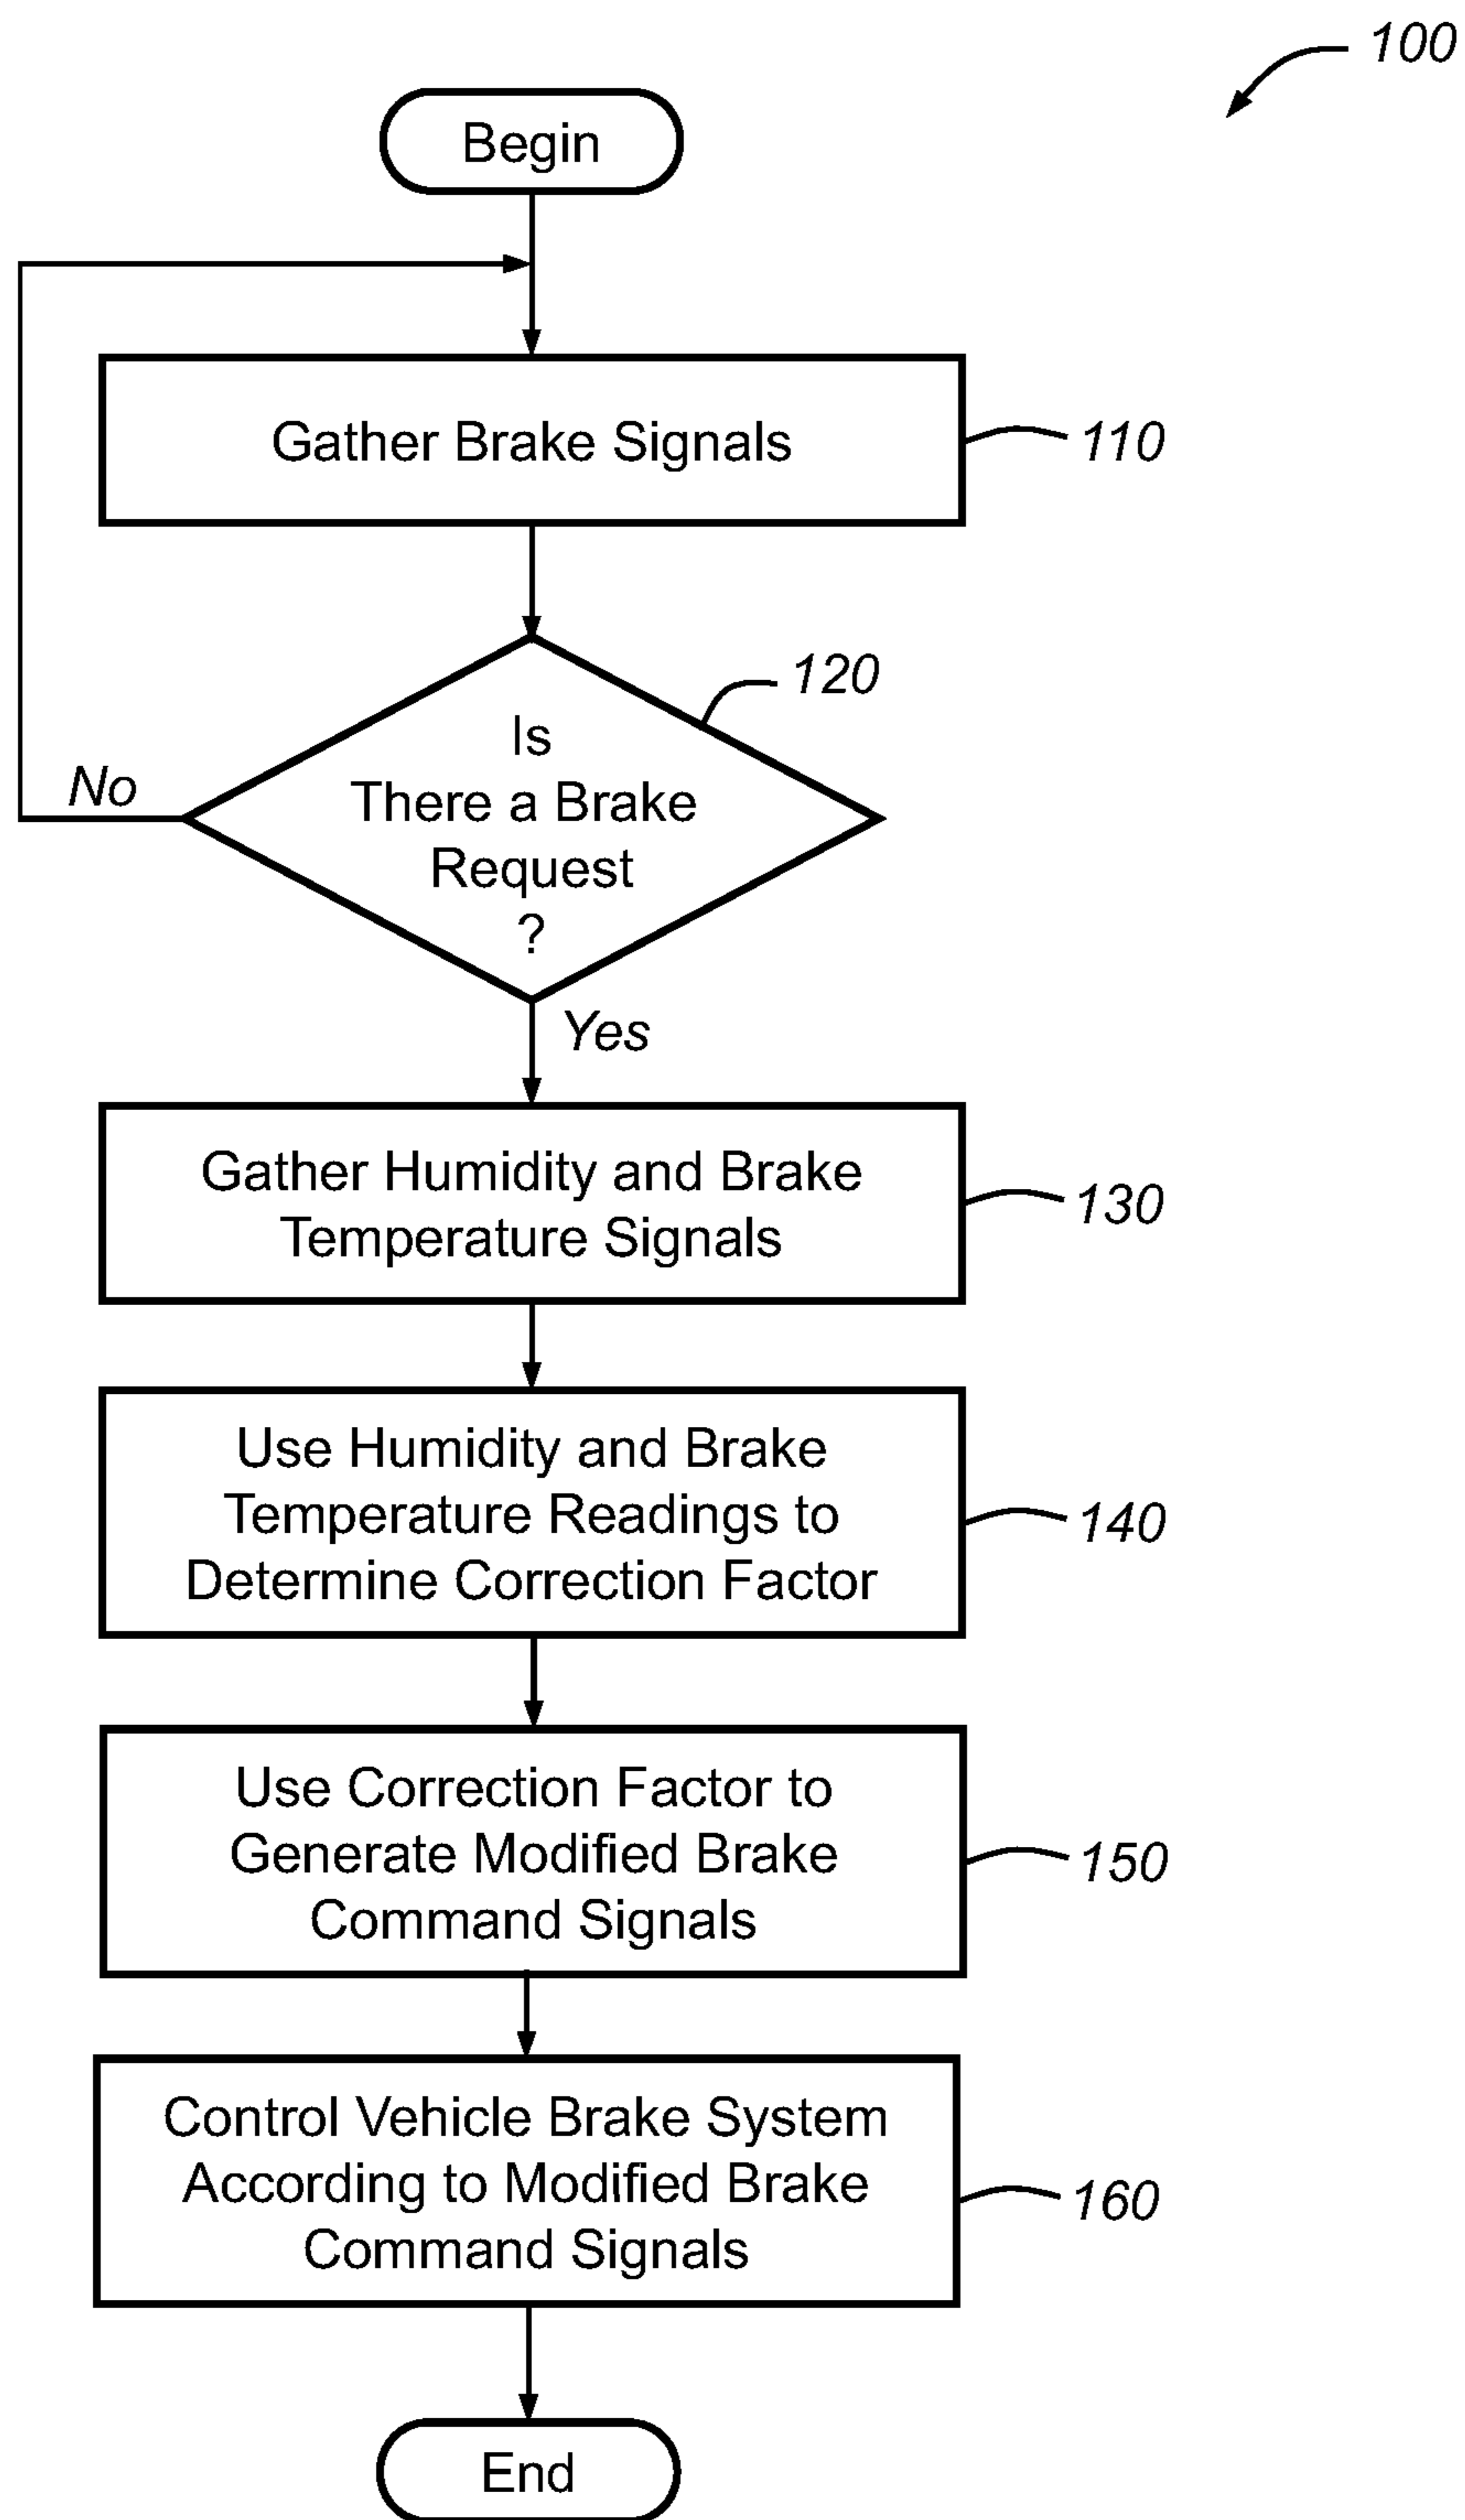 100
Begin
Gather Brake Signals
110
120
Is
There a Brake
Request
?
No
Yes
Gather Humidity and Brake
Temperature Signals
130
Use Humidity and Brake
Temperature Readings to
Determine Correction Factor
140
Use Correction Factor to
Generate Modified Brake
Command Signals
150
Control Vehicle Brake System
According to Modified Brake
Command Signals
160
End